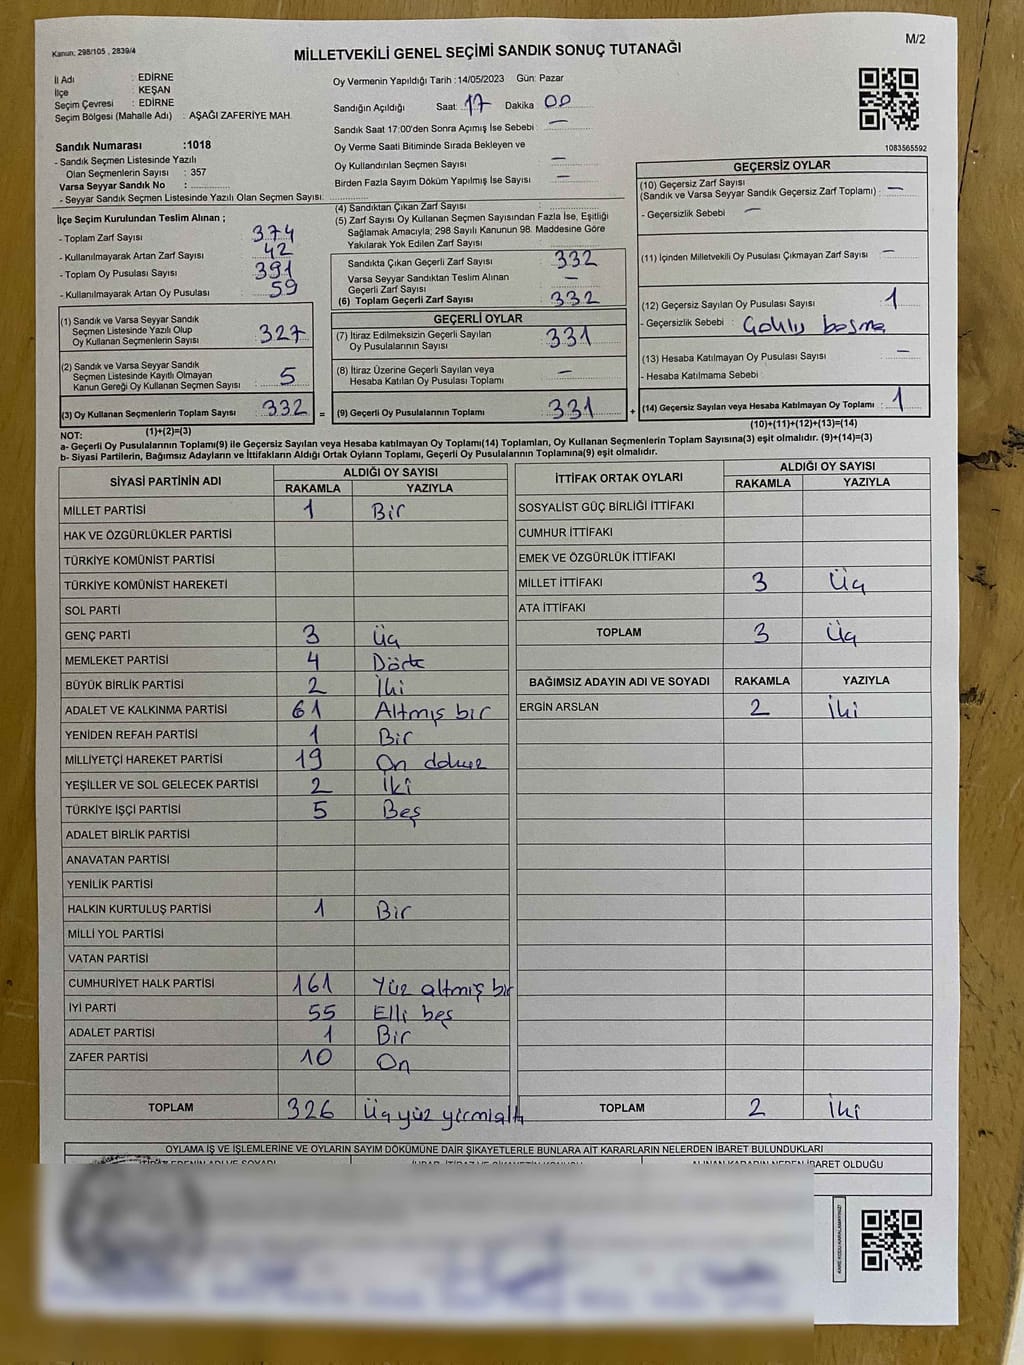 Kanun; 298/105 , 2839/4
MİLLETVEKİLİ GENEL SEÇİMİ SANDIK SONUÇ TUTANAĞI
M/2
İl Adı : EDİRNE
İlçe : KEŞAN
Seçim Çevresi : EDİRNE
Seçim Bölgesi (Mahalle Adı) : AŞAĞI ZAFERİYE MAH.
Oy Vermenin Yapıldığı Tarih :14/05/2023 Gün: Pazar
Sandığın Açıldığı Saat: 17 Dakika 00
Sandık Saat 17:00'den Sonra Açımış İse Sebebi : —
Oy Verme Saati Bitiminde Sırada Bekleyen ve
Oy Kullandırılan Seçmen Sayısı —
Birden Fazla Sayım Döküm Yapılmış İse Sayısı —
1083565592
Sandık Numarası :1018
- Sandık Seçmen Listesinde Yazılı
Olan Seçmenlerin Sayısı : 357
Varsa Seyyar Sandık No :
- Seyyar Sandık Seçmen Listesinde Yazılı Olan Seçmen Sayısı:
İlçe Seçim Kurulundan Teslim Alınan ;
- Toplam Zarf Sayısı 374
- Kullanılmayarak Artan Zarf Sayısı 42
- Toplam Oy Pusulası Sayısı 391
- Kullanılmayarak Artan Oy Pusulası 59
(1) Sandık ve Varsa Seyyar Sandık
Seçmen Listesinde Yazılı Olup
Oy Kullanan Seçmenlerin Sayısı 327
(2) Sandık ve Varsa Seyyar Sandık
Seçmen Listesinde Kayıtlı Olmayan
Kanun Gereği Oy Kullanan Seçmen Sayısı 5
(3) Oy Kullanan Seçmenlerin Toplam Sayısı 332 =
(1)+(2)=(3)
(4) Sandıktan Çıkan Zarf Sayısı :
(5) Zarf Sayısı Oy Kullanan Seçmen Sayısından Fazla İse, Eşitliği
Sağlamak Amacıyla; 298 Sayılı Kanunun 98. Maddesine Göre
Yakılarak Yok Edilen Zarf Sayısı :
Sandıkta Çıkan Geçerli Zarf Sayısı 332
Varsa Seyyar Sandıktan Teslim Alınan
Geçerli Zarf Sayısı —
(6) Toplam Geçerli Zarf Sayısı 332
GEÇERLİ OYLAR
(7) İtiraz Edilmeksizin Geçerli Sayılan
Oy Pusulalarının Sayısı 331
(8) İtiraz Üzerine Geçerli Sayılan veya
Hesaba Katılan Oy Pusulası Toplamı —
(9) Geçerli Oy Pusulalarının Toplamı 331 +
GEÇERSİZ OYLAR
(10) Geçersiz Zarf Sayısı
(Sandık ve Varsa Seyyar Sandık Geçersiz Zarf Toplamı) : —
- Geçersizlik Sebebi —
(11) İçinden Milletvekili Oy Pusulası Çıkmayan Zarf Sayısı —
(12) Geçersiz Sayılan Oy Pusulası Sayısı 1
- Geçersizlik Sebebi :
(13) Hesaba Katılmayan Oy Pusulası Sayısı —
- Hesaba Katılmama Sebebi
(14) Geçersiz Sayılan veya Hesaba Katılmayan Oy Toplamı : 1
(10)+(11)+(12)+(13)=(14)
NOT:
a- Geçerli Oy Pusulalarının Toplamı(9) ile Geçersiz Sayılan veya Hesaba katılmayan Oy Toplamı(14) Toplamları, Oy Kullanan Seçmenlerin Toplam Sayısına(3) eşit olmalıdır. (9)+(14)=(3)
b- Siyasi Partilerin, Bağımsız Adayların ve İttifakların Aldığı Ortak Oyların Toplamı, Geçerli Oy Pusulalarının Toplamına(9) eşit olmalıdır.
SİYASİ PARTİNİN ADI ALDIĞI OY SAYISI
RAKAMLA YAZIYLA
MİLLET PARTİSİ 1 Bir
HAK VE ÖZGÜRLÜKLER PARTİSİ
TÜRKİYE KOMÜNİST PARTİSİ
TÜRKİYE KOMÜNİST HAREKETİ
SOL PARTİ
GENÇ PARTİ 3 Üç
MEMLEKET PARTİSİ 4 Dört
BÜYÜK BİRLİK PARTİSİ 2 İki
ADALET VE KALKINMA PARTİSİ 61 Altmış bir
YENİDEN REFAH PARTİSİ 1 Bir
MİLLİYETÇİ HAREKET PARTİSİ 19 On dokuz
YEŞİLLER VE SOL GELECEK PARTİSİ 2 İki
TÜRKİYE İŞÇİ PARTİSİ 5 Beş
ADALET BİRLİK PARTİSİ
ANAVATAN PARTİSİ
YENİLİK PARTİSİ
HALKIN KURTULUŞ PARTİSİ 1 Bir
MİLLİ YOL PARTİSİ
VATAN PARTİSİ
CUMHURİYET HALK PARTİSİ 161 Yüz altmış bir
İYİ PARTİ 55 Elli beş
ADALET PARTİSİ 1 Bir
ZAFER PARTİSİ 10 On
TOPLAM 326 Üç yüz yirmialtı
İTTİFAK ORTAK OYLARI ALDIĞI OY SAYISI
RAKAMLA YAZIYLA
SOSYALİST GÜÇ BİRLİĞİ İTTİFAKI
CUMHUR İTTİFAKI
EMEK VE ÖZGÜRLÜK İTTİFAKI
MİLLET İTTİFAKI 3 Üç
ATA İTTİFAKI
TOPLAM 3 Üç
BAĞIMSIZ ADAYIN ADI VE SOYADI RAKAMLA YAZIYLA
ERGİN ARSLAN 2 İki
TOPLAM 2 İki
OYLAMA İŞ VE İŞLEMLERİNE VE OYLARIN SAYIM DÖKÜMÜNE DAİR ŞİKAYETLERLE BUNLARA AİT KARARLARIN NELERDEN İBARET BULUNDUKLARI
ALINAN KARARIN NEDEN İBARET OLDUĞU
KARE KODU KARALAMAYINIZ!